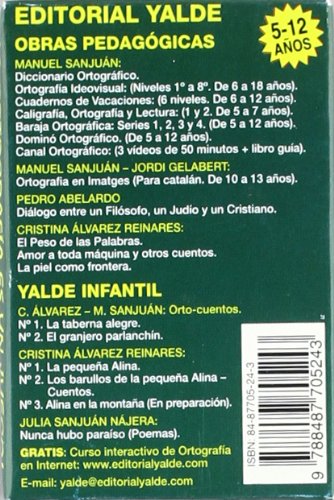 EDITORIAL YALDE
OBRAS PEDAGÓGICAS
5-12
AÑOS
MANUEL SANJUÁN:
Diccionario Ortográfico.
Ortografía Ideovisual: (Niveles 1º a 8º. De 6 a 18 años).
Cuadernos de Vacaciones: (6 niveles. De 6 a 12 años).
Caligrafía, Ortografía y Lectura: (1 y 2. De 5 a 7 años).
Baraja Ortográfica: Series 1, 2, 3 y 4. (De 5 a 12 años).
Dominó Ortográfico. (De 5 a 12 años).
Canal Ortográfico: (3 vídeos de 50 minutos + libro guía).
MANUEL SANJUÁN – JORDI GELABERT:
Ortografia en Imatges (Para catalán. De 10 a 13 años).
PEDRO ABELARDO
Diálogo entre un Filósofo, un Judío y un Cristiano.
CRISTINA ÁLVAREZ REINARES:
El Peso de las Palabras.
Amor a toda máquina y otros cuentos.
La piel como frontera.
YALDE INFANTIL
C. ÁLVAREZ – M. SANJUÁN: Orto-cuentos.
Nº 1. La taberna alegre.
Nº 2. El granjero parlanchín.
CRISTINA ÁLVAREZ REINARES:
Nº 1. La pequeña Alina.
Nº 2. Los barullos de la pequeña Alina –
Cuentos.
Nº 3. Alina en la montaña (En preparación).
JULIA SANJUÁN NÁJERA:
Nunca hubo paraíso (Poemas).
GRATIS: Curso interactivo de Ortografía
en Internet: www.editorialyalde.com
E-mail: yalde@editorialyalde.com
ISBN 84-87705-24-3
9 788487 705243